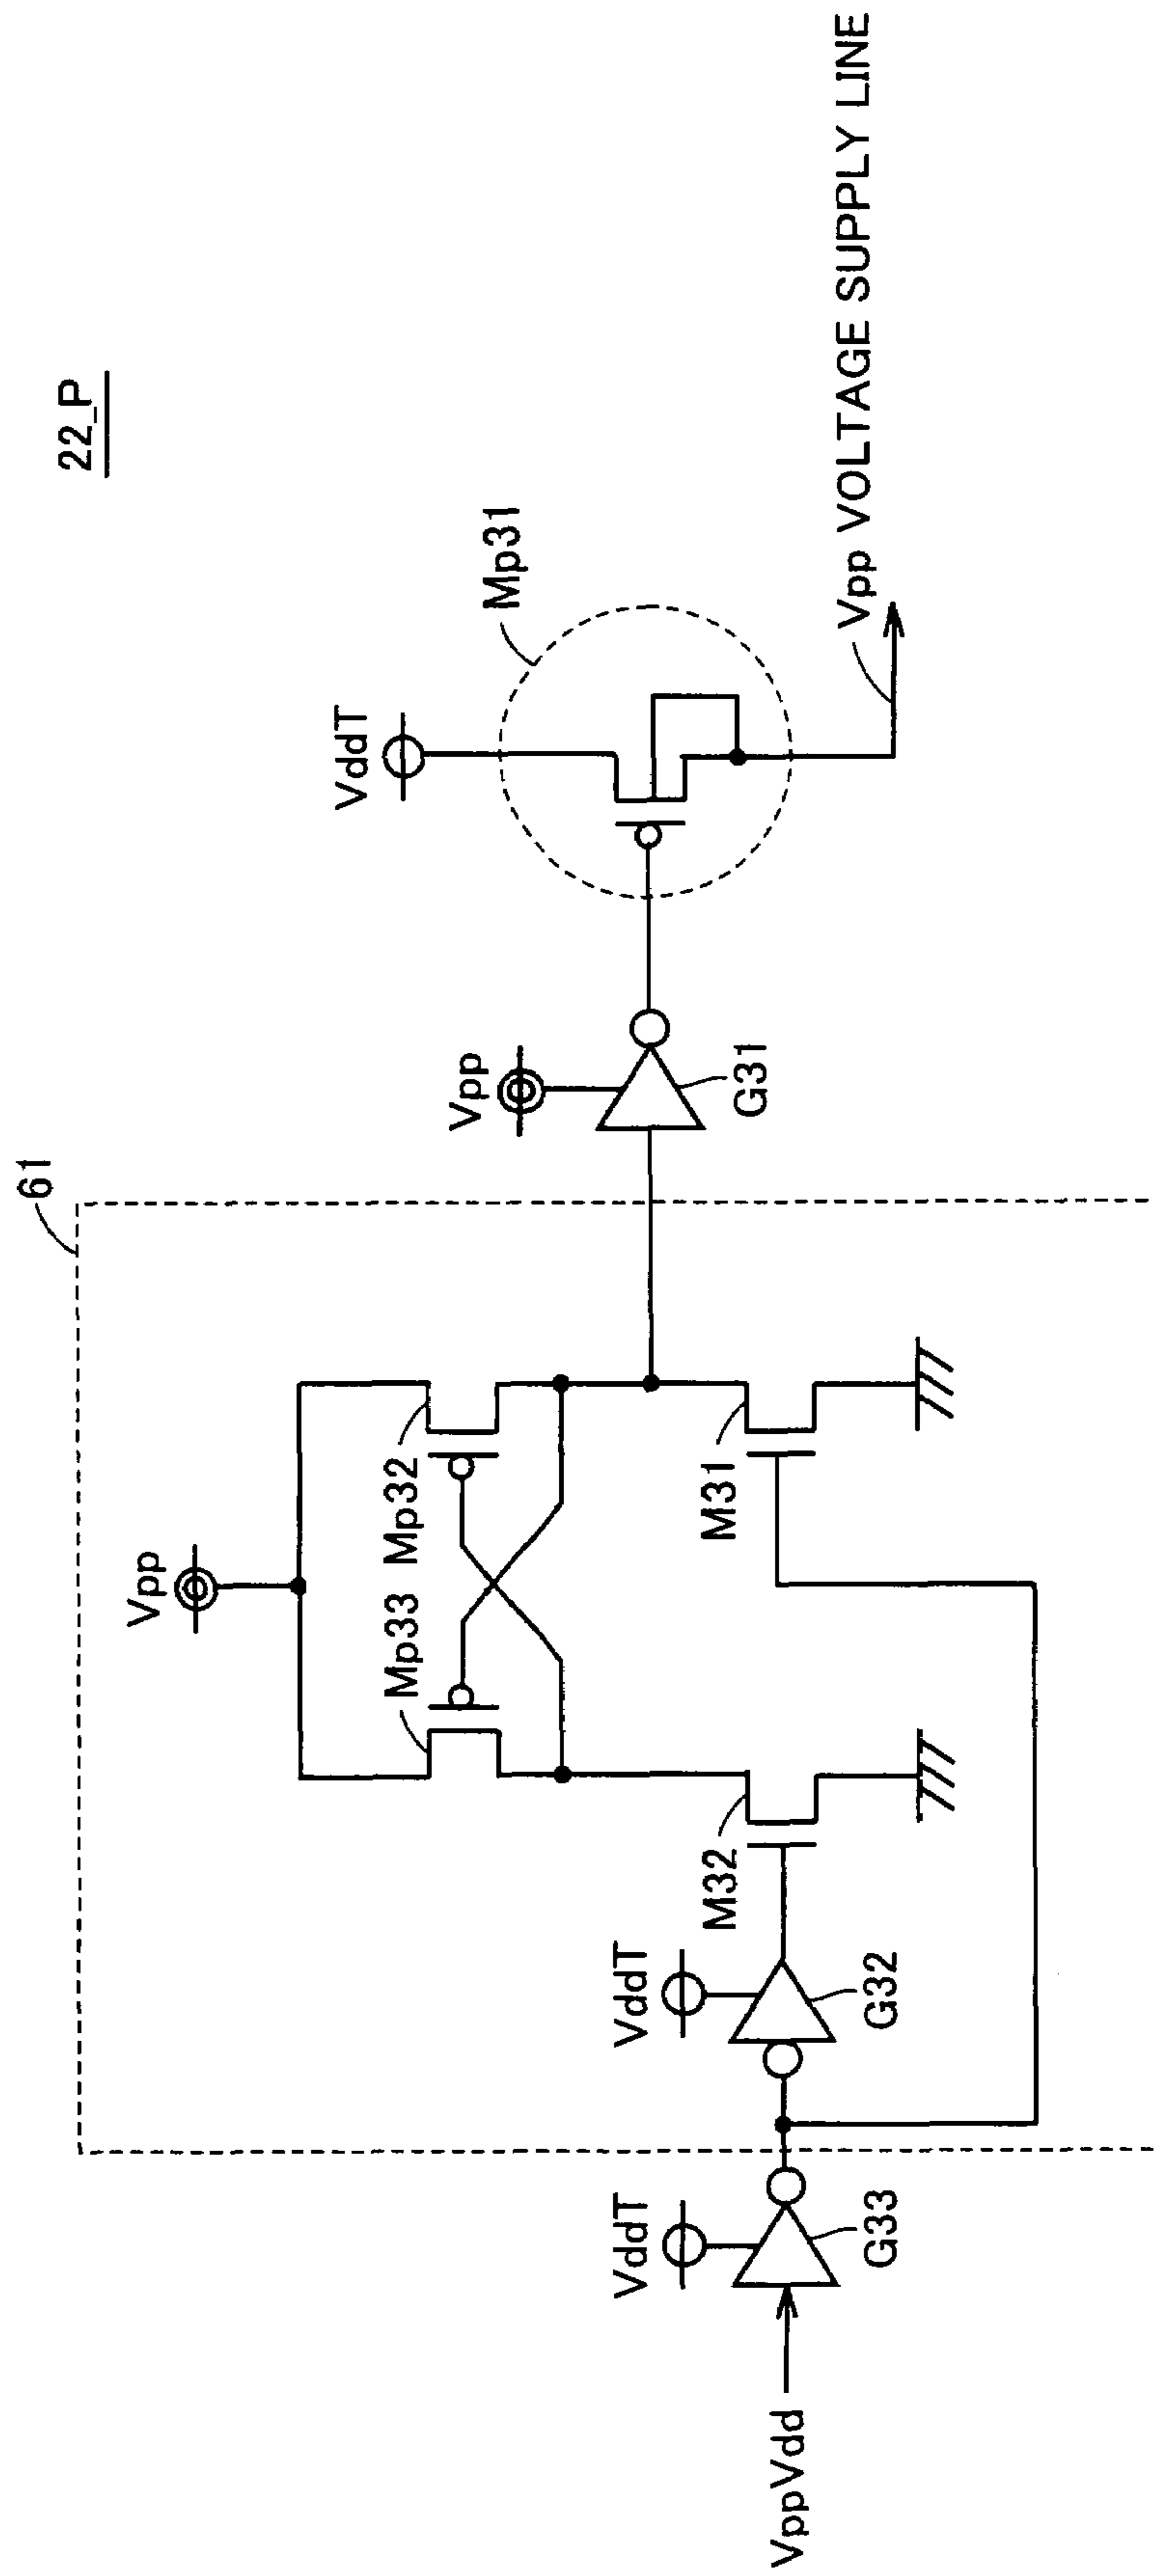 22_P
61
Vpp
Mp33
Mp32
M32
M31
VddT
G32
VddT
G33
VppVdd
Vpp
G31
VddT
Mp31
Vpp VOLTAGE SUPPLY LINE